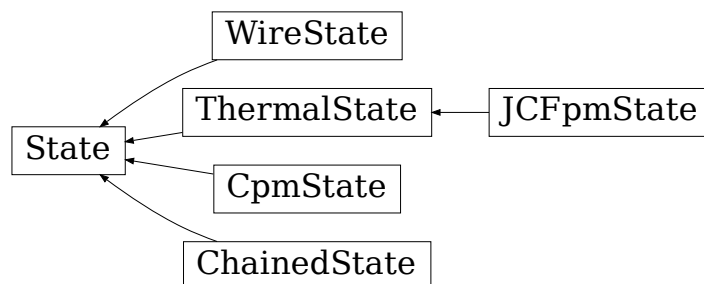 WireState
ThermalState
JCFpmState
State
CpmState
ChainedState